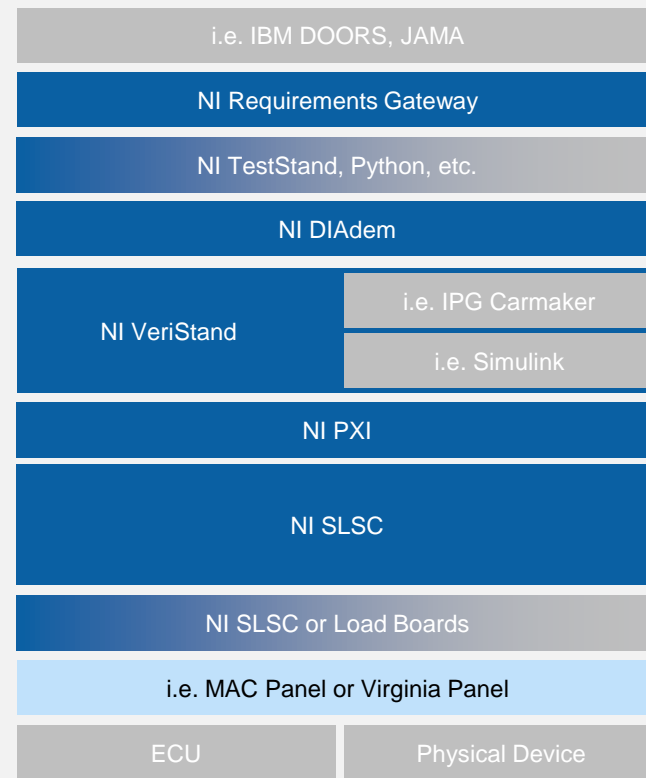 i.e. IBM DOORS, JAMA
NI Requirements Gateway
NI TestStand, Python, etc.
NI DIAdem
NI VeriStand
i.e. IPG Carmaker
i.e. Simulink
NI PXI
NI SLSC
NI SLSC or Load Boards
i.e. MAC Panel or Virginia Panel
ECU
Physical Device